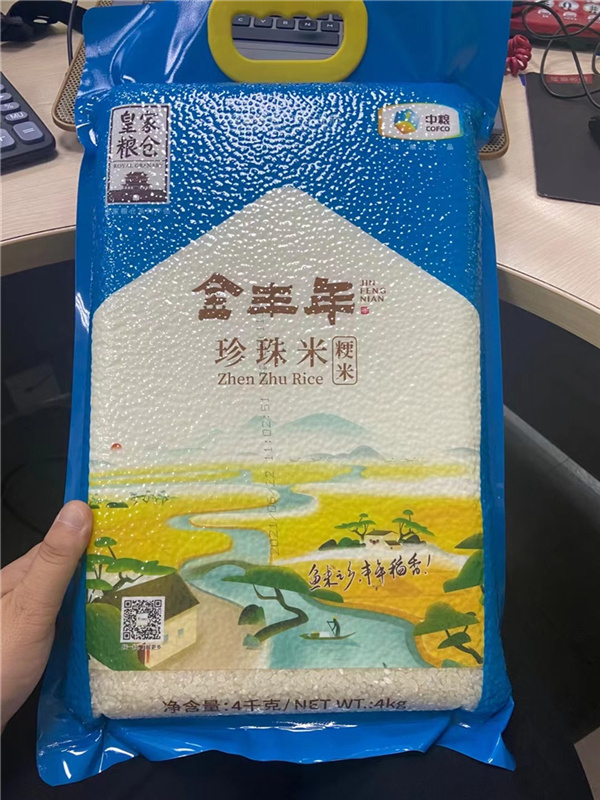 皇家
粮仓
ROYAL GRANARY
中粮
COFCO
金丰年
JIN
FENG
NIAN
珍珠米
粳米
Zhen Zhu Rice
鱼米之乡，丰年稻香！
净含量：4千克/NET WT.:4kg